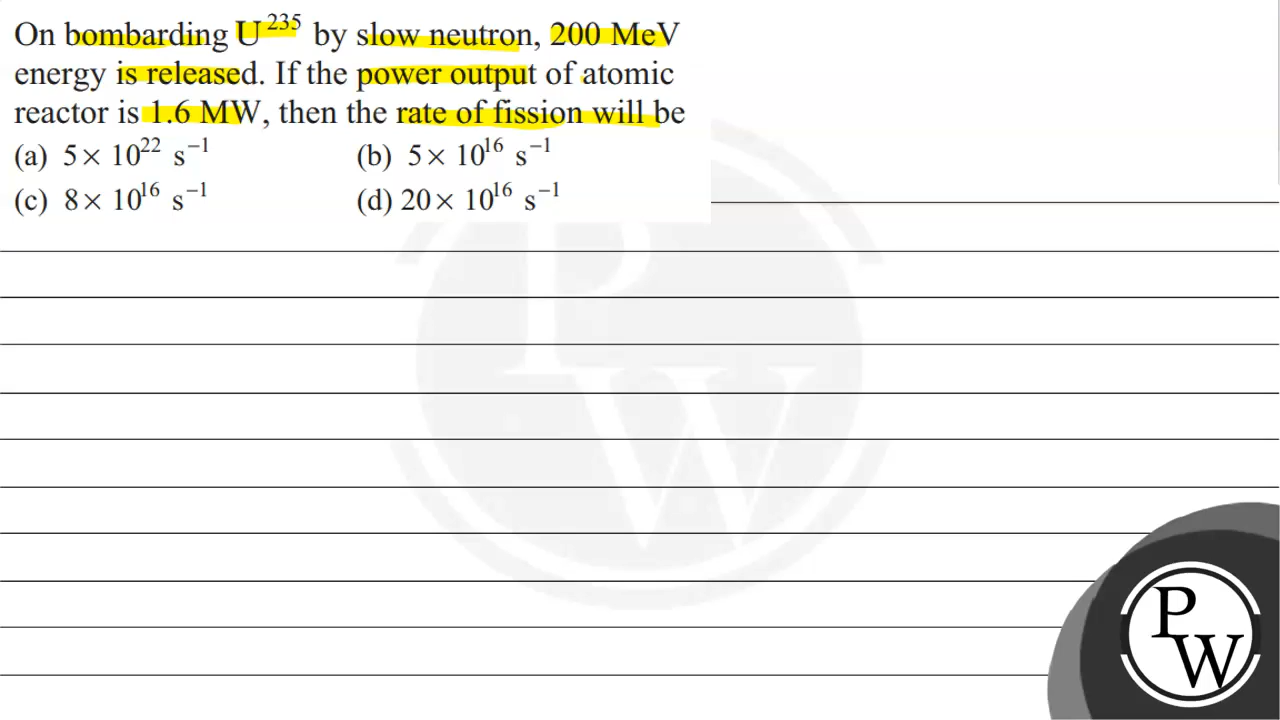 On bombarding U²³⁵ by slow neutron, 200 MeV
energy is released. If the power output of atomic
reactor is 1.6 MW, then the rate of fission will be
(a) 5 × 10²² s⁻¹ (b) 5 × 10¹⁶ s⁻¹
(c) 8 × 10¹⁶ s⁻¹ (d) 20 × 10¹⁶ s⁻¹
P
W
P
W